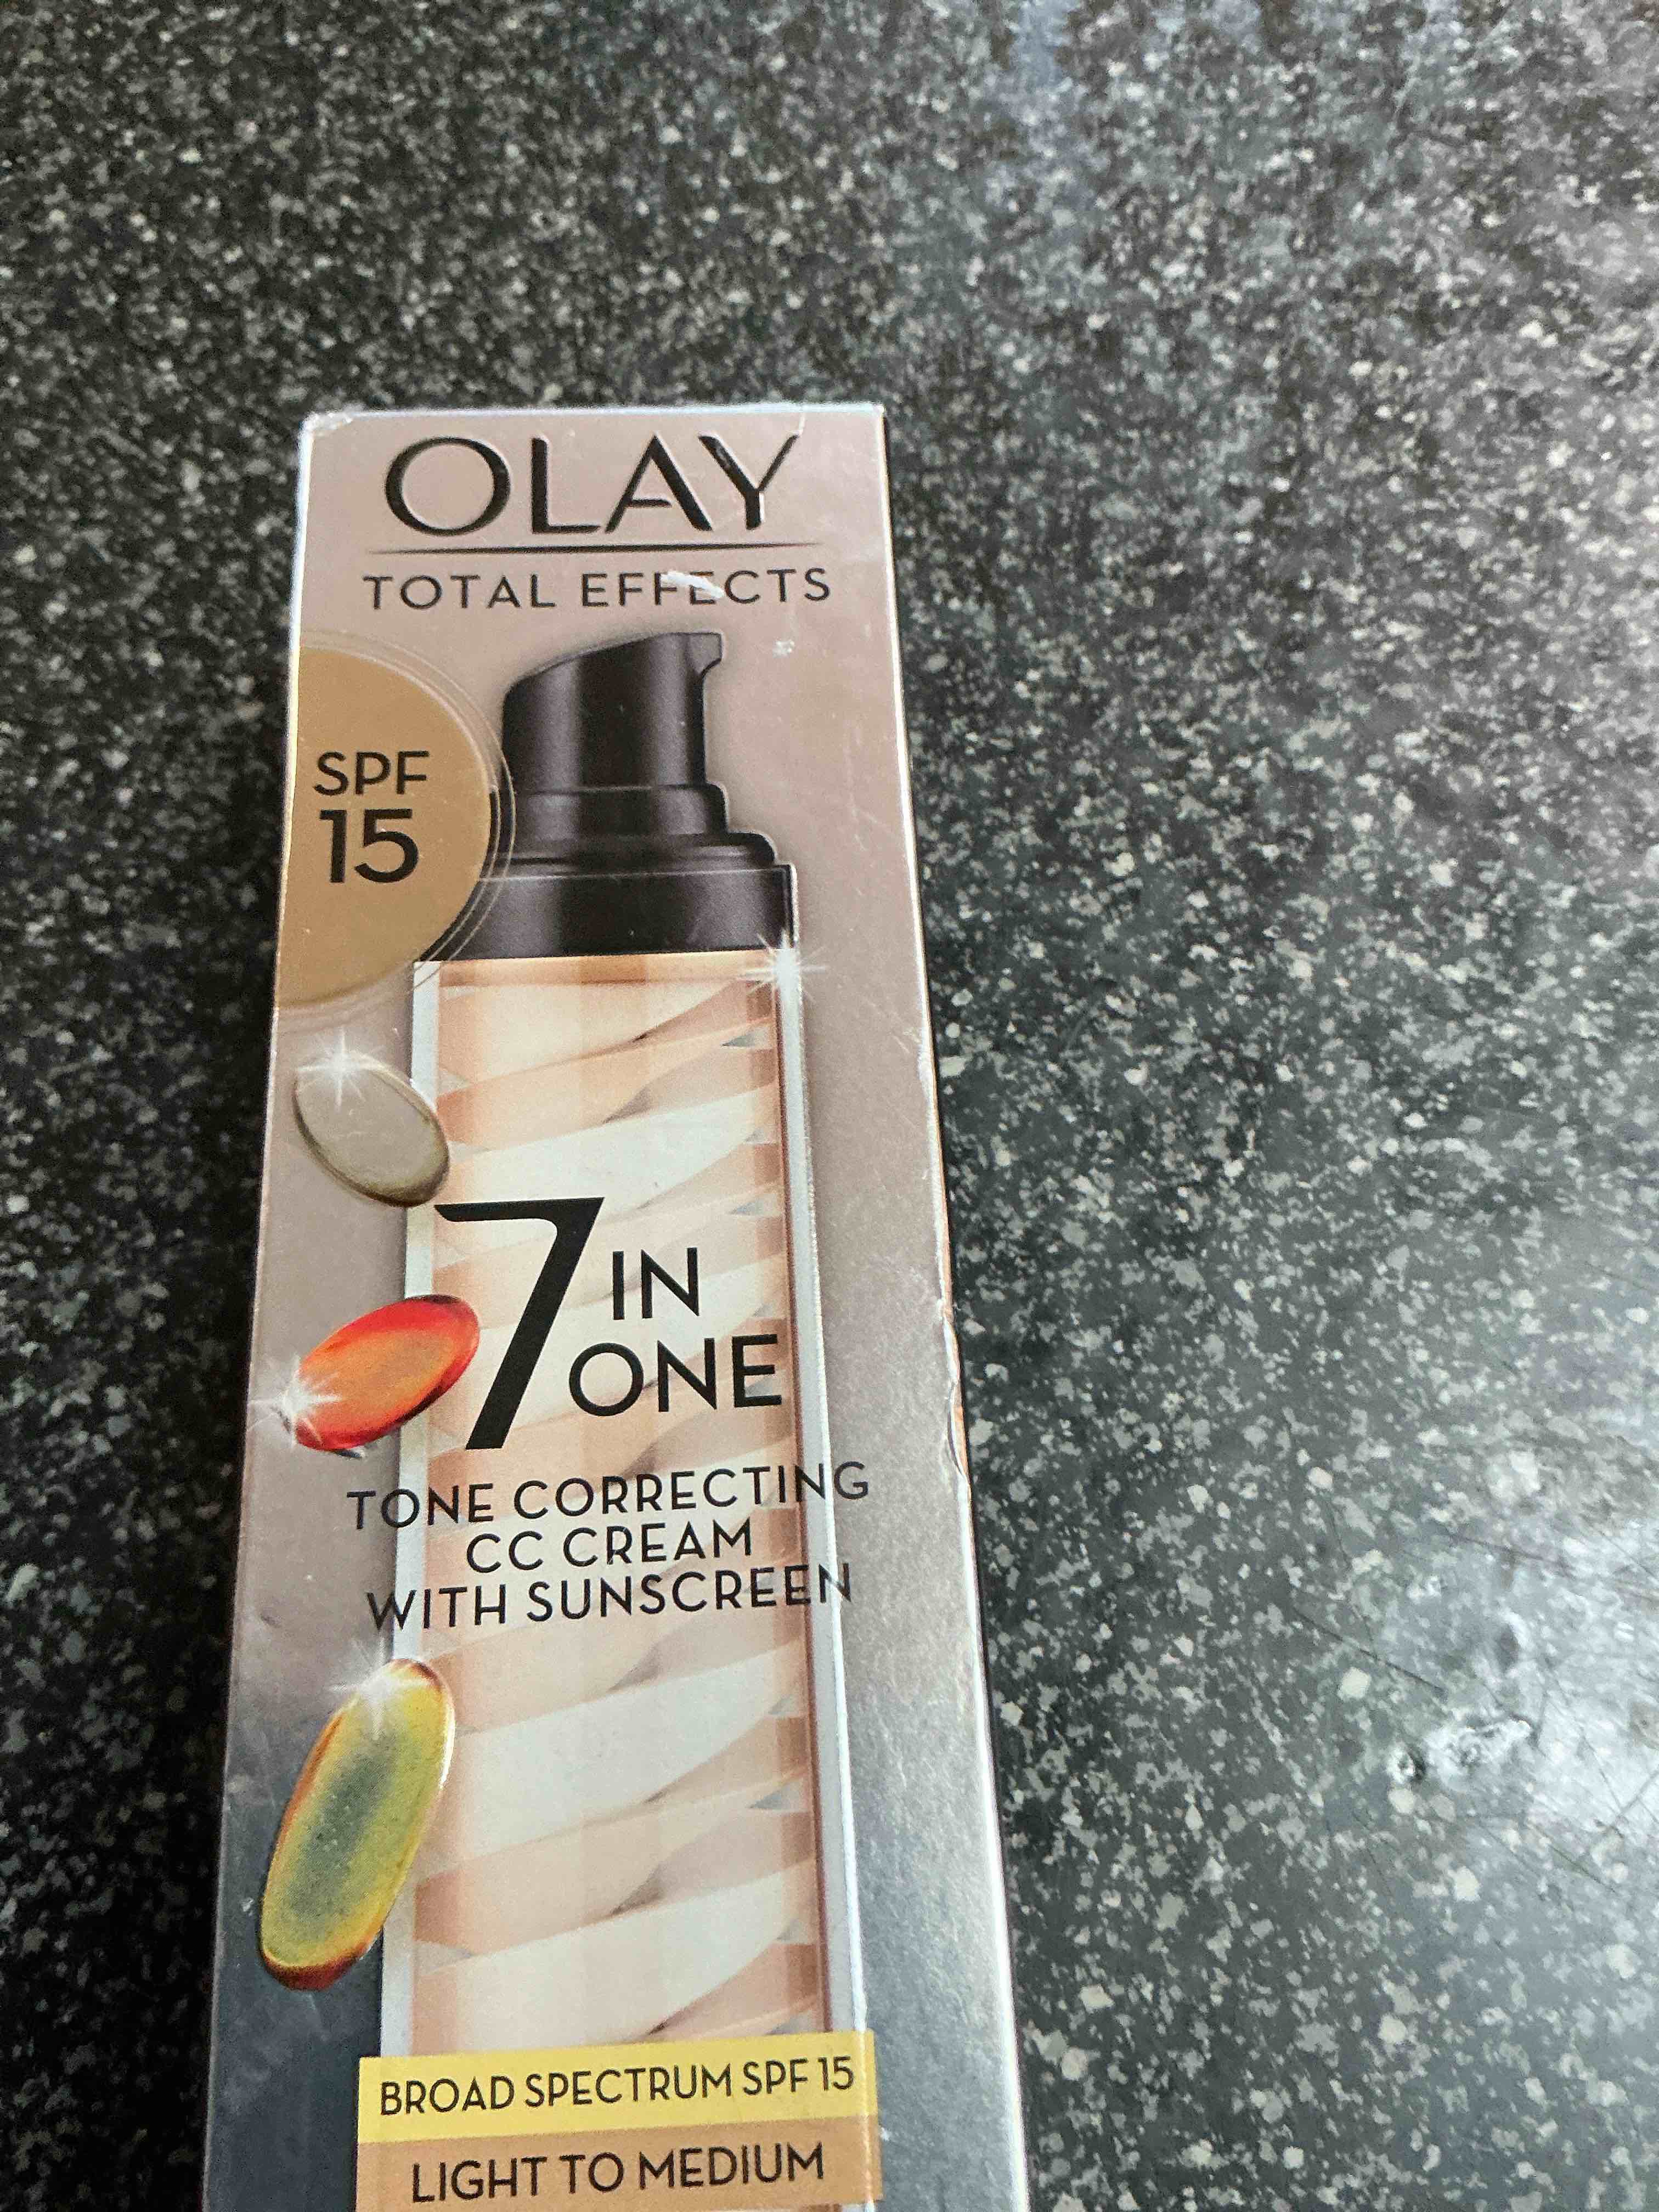 OLAY
TOTAL EFFECTS
SPF
15
7 IN
ONE
TONE CORRECTING
CC CREAM
WITH SUNSCREEN
BROAD SPECTRUM SPF 15
LIGHT TO MEDIUM